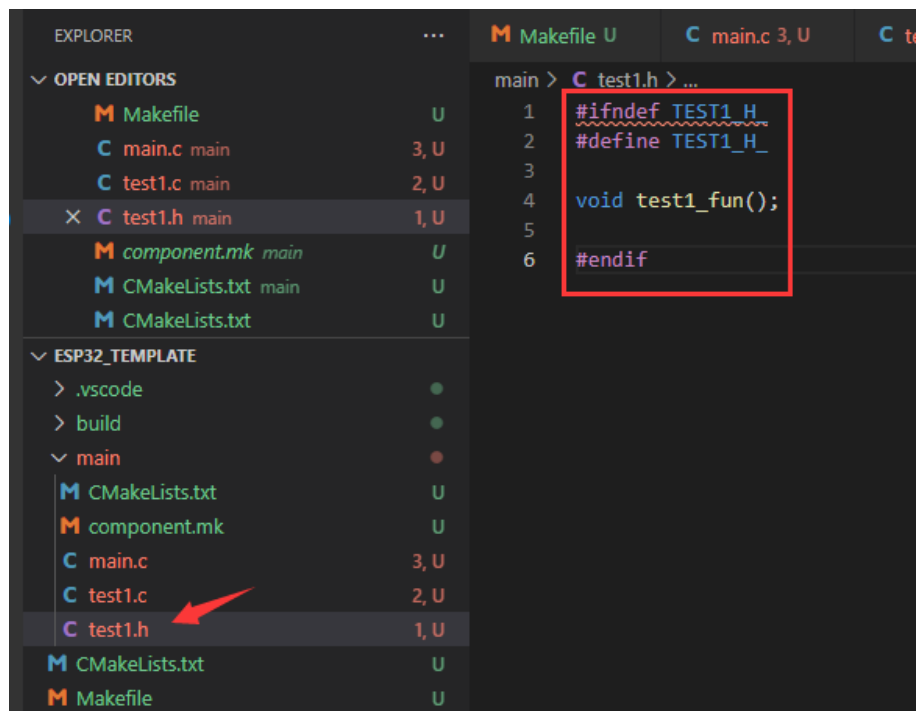 EXPLORER ...
OPEN EDITORS
M Makefile U
C main.c main 3, U
C test1.c main 2, U
C test1.h main 1, U
M component.mk main U
M CMakeLists.txt main U
M CMakeLists.txt U
ESP32_TEMPLATE
.vscode
build
main
M CMakeLists.txt U
M component.mk U
C main.c 3, U
C test1.c 2, U
C test1.h 1, U
M CMakeLists.txt U
M Makefile U
M Makefile U C main.c 3, U C te
main > C test1.h > ...
1 #ifndef TEST1_H_
2 #define TEST1_H_
3
4 void test1_fun();
5
6 #endif